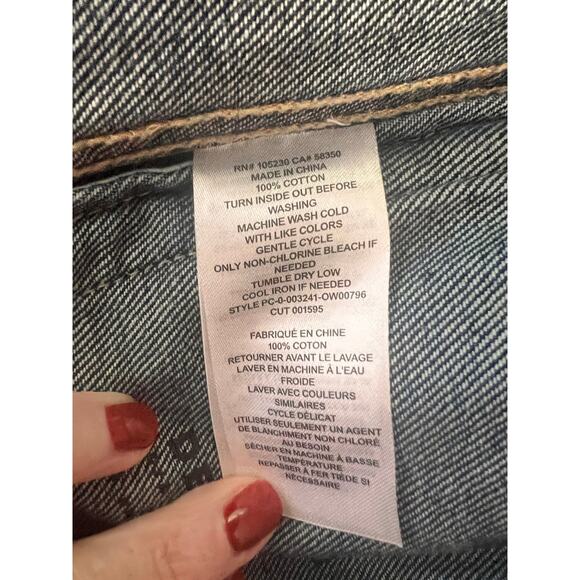 RN# 105230 CA# 58350
MADE IN CHINA
100% COTTON
TURN INSIDE OUT BEFORE
WASHING
MACHINE WASH COLD
WITH LIKE COLORS
GENTLE CYCLE
ONLY NON-CHLORINE BLEACH IF
NEEDED
TUMBLE DRY LOW
COOL IRON IF NEEDED
STYLE PC-0-003241-OW00796
CUT 001595
FABRIQUÉ EN CHINE
100% COTON
RETOURNER AVANT LE LAVAGE
LAVER EN MACHINE À L'EAU
FROIDE
LAVER AVEC COULEURS
SIMILAIRES
CYCLE DÉLICAT
UTILISER SEULEMENT UN AGENT
DE BLANCHIMENT NON CHLORÉ
AU BESOIN
SÉCHER EN MACHINE À BASSE
TEMPÉRATURE
REPASSER À FER TIÈDE SI
NÉCESSAIRE